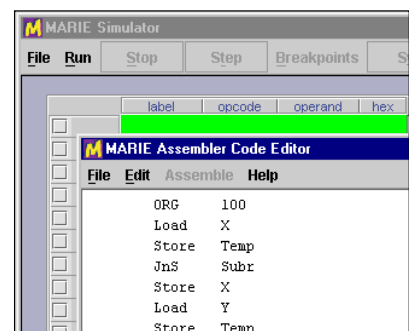 MARIE Simulator
File Run Stop Step Breakpoints
label opcode operand hex
MARIE Assembler Code Editor
File Edit Assemble Help
ORG 100
Load X
Store Temp
JnS Subr
Store X
Load Y
Store Temp